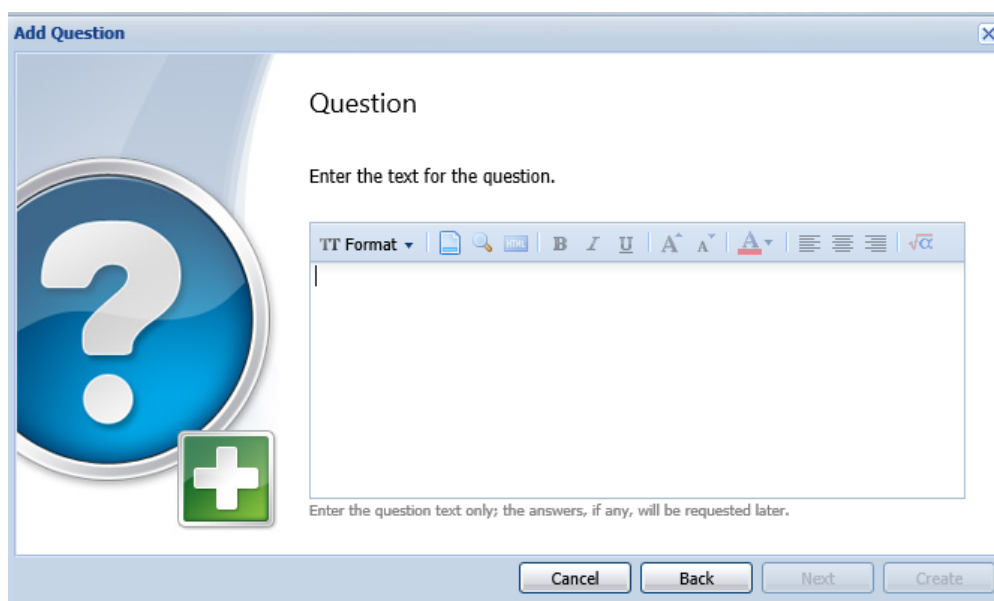 Add Question
Question
Enter the text for the question.
TT Format HTML B I U A A A √α
Enter the question text only; the answers, if any, will be requested later.
Cancel Back Next Create